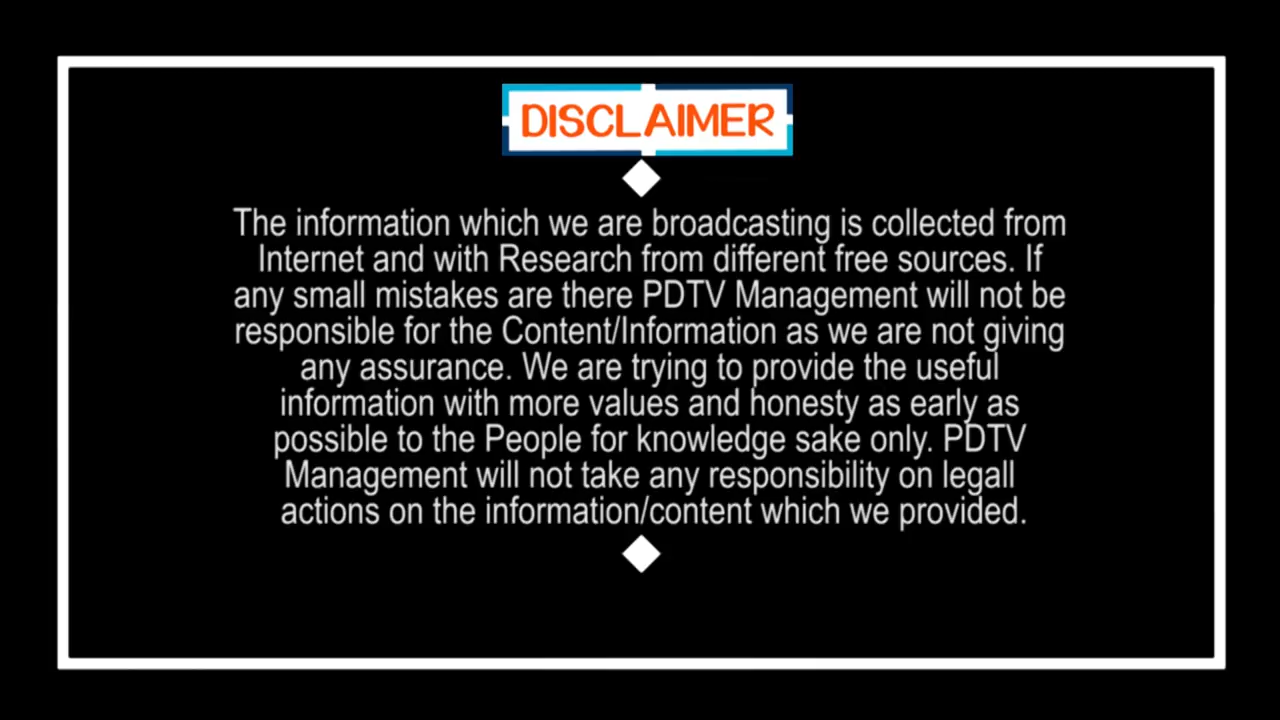 DISCLAIMER
The information which we are broadcasting is collected from
Internet and with Research from different free sources. If
any small mistakes are there PDTV Management will not be
responsible for the Content/Information as we are not giving
any assurance. We are trying to provide the useful
information with more values and honesty as early as
possible to the People for knowledge sake only. PDTV
Management will not take any responsibility on legall
actions on the information/content which we provided.